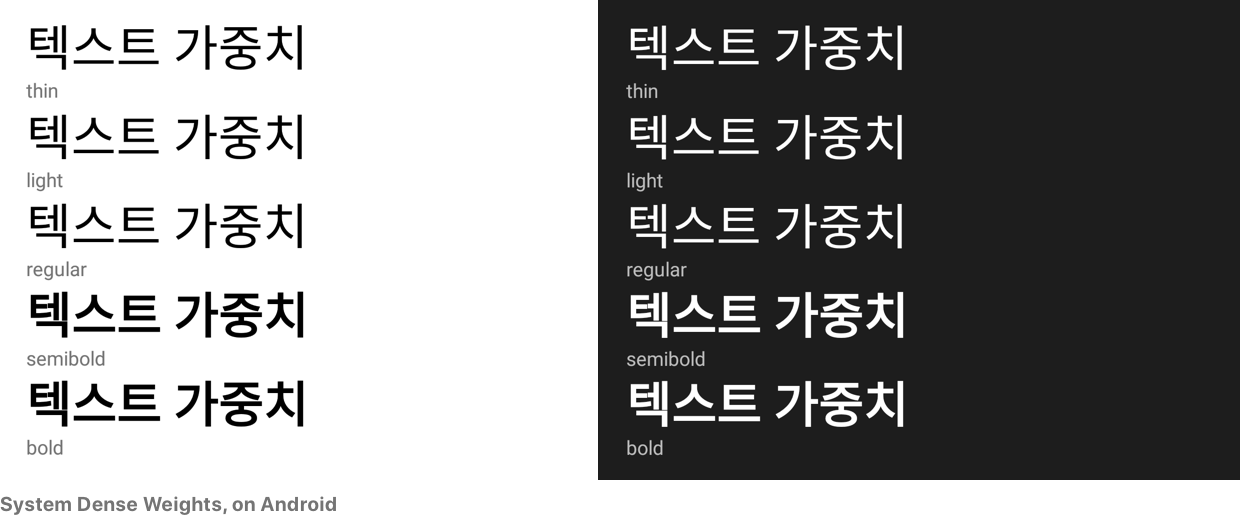 텍스트 가중치
thin
텍스트 가중치
light
텍스트 가중치
regular
텍스트 가중치
semibold
텍스트 가중치
bold
텍스트 가중치
thin
텍스트 가중치
light
텍스트 가중치
regular
텍스트 가중치
semibold
텍스트 가중치
bold
System Dense Weights, on Android